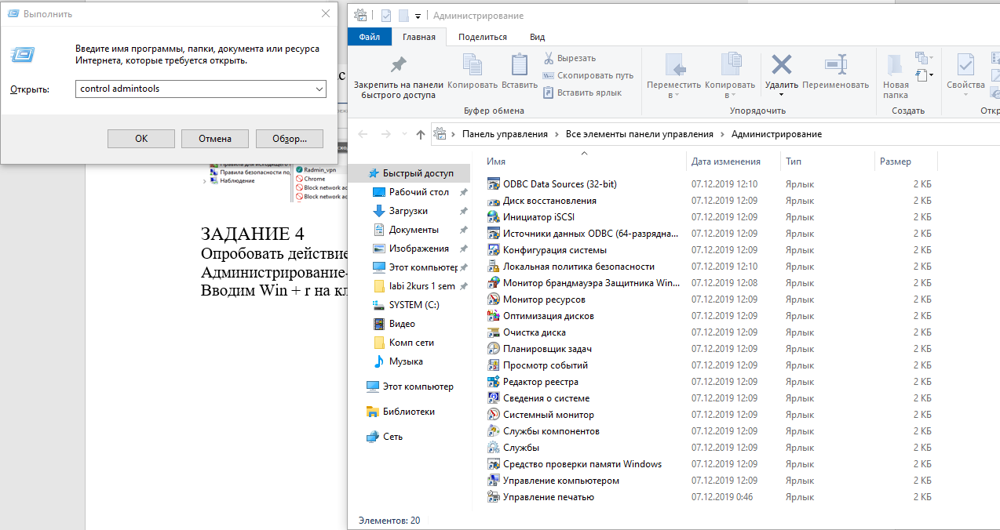 Выполнить
Введите имя программы, папки, документа или ресурса
Интернета, которые требуется открыть.
Открыть:
control admintools
ОК
Отмена
Обзор...
Radmin_vpn
Правила безопасности по
Chrome
Наблюдение
Block network ac
Block network ac
ЗАДАНИЕ 4
Опробовать действие
Администрирование-
Вводим Win + r на кл
Администрирование
Файл
Главная
Поделиться
Вид
Закрепить на панели
быстрого доступа
Копировать
Вставить
Вырезать
Скопировать путь
Вставить ярлык
Буфер обмена
Переместить
в
Копировать
в
Удалить
Переименовать
Упорядочить
Новая
папка
Создать
Свойства
Откр
Панель управления
Все элементы панели управления
Администрирование
Быстрый доступ
Рабочий стол
Загрузки
Документы
Изображения
Этот компьютер
labi 2kurs 1 sem
SYSTEM (C:)
Видео
Комп сети
Музыка
Этот компьютер
Библиотеки
Сеть
Имя Дата изменения Тип Размер
ODBC Data Sources (32-bit) 07.12.2019 12:10 Ярлык 2 КБ
Диск восстановления 07.12.2019 12:09 Ярлык 2 КБ
Инициатор iSCSI 07.12.2019 12:09 Ярлык 2 КБ
Источники данных ODBC (64-разрядна... 07.12.2019 12:09 Ярлык 2 КБ
Конфигурация системы 07.12.2019 12:09 Ярлык 2 КБ
Локальная политика безопасности 07.12.2019 12:10 Ярлык 2 КБ
Монитор брандмауэра Защитника Win... 07.12.2019 12:08 Ярлык 2 КБ
Монитор ресурсов 07.12.2019 12:09 Ярлык 2 КБ
Оптимизация дисков 07.12.2019 12:09 Ярлык 2 КБ
Очистка диска 07.12.2019 12:09 Ярлык 2 КБ
Планировщик задач 07.12.2019 12:09 Ярлык 2 КБ
Просмотр событий 07.12.2019 12:09 Ярлык 2 КБ
Редактор реестра 07.12.2019 12:09 Ярлык 2 КБ
Сведения о системе 07.12.2019 12:09 Ярлык 2 КБ
Системный монитор 07.12.2019 12:09 Ярлык 2 КБ
Службы компонентов 07.12.2019 12:09 Ярлык 2 КБ
Службы 07.12.2019 12:09 Ярлык 2 КБ
Средство проверки памяти Windows 07.12.2019 12:09 Ярлык 2 КБ
Управление компьютером 07.12.2019 12:09 Ярлык 2 КБ
Управление печатью 07.12.2019 0:46 Ярлык 2 КБ
Элементов: 20